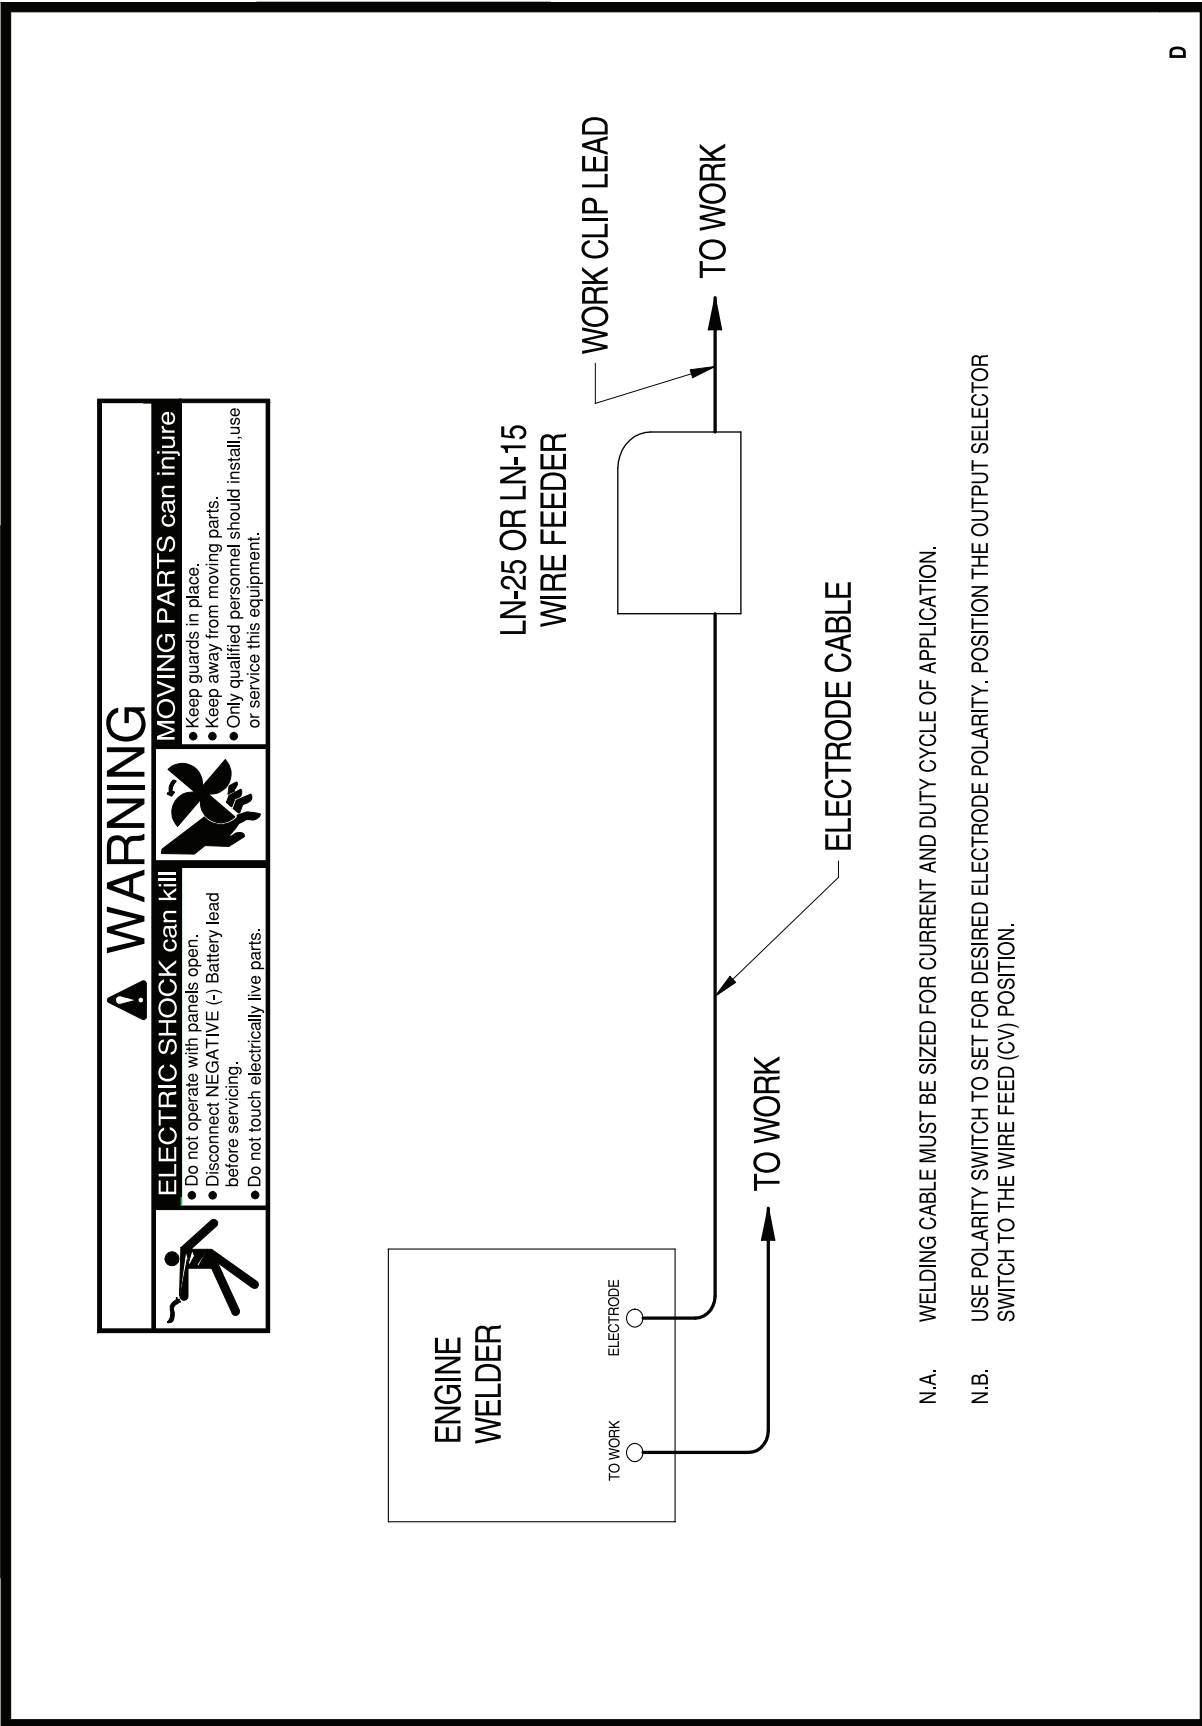 WARNING
ELECTRIC SHOCK can kill
● Do not operate with panels open.
● Disconnect NEGATIVE (-) Battery lead
before servicing.
● Do not touch electrically live parts.
MOVING PARTS can injure
● Keep guards in place.
● Keep away from moving parts.
● Only qualified personnel should install,use
or service this equipment.
ENGINE
WELDER
TO WORK
ELECTRODE
TO WORK
ELECTRODE CABLE
LN-25 OR LN-15
WIRE FEEDER
WORK CLIP LEAD
TO WORK
N.A. WELDING CABLE MUST BE SIZED FOR CURRENT AND DUTY CYCLE OF APPLICATION.
N.B. USE POLARITY SWITCH TO SET FOR DESIRED ELECTRODE POLARITY. POSITION THE OUTPUT SELECTOR
SWITCH TO THE WIRE FEED (CV) POSITION.
D